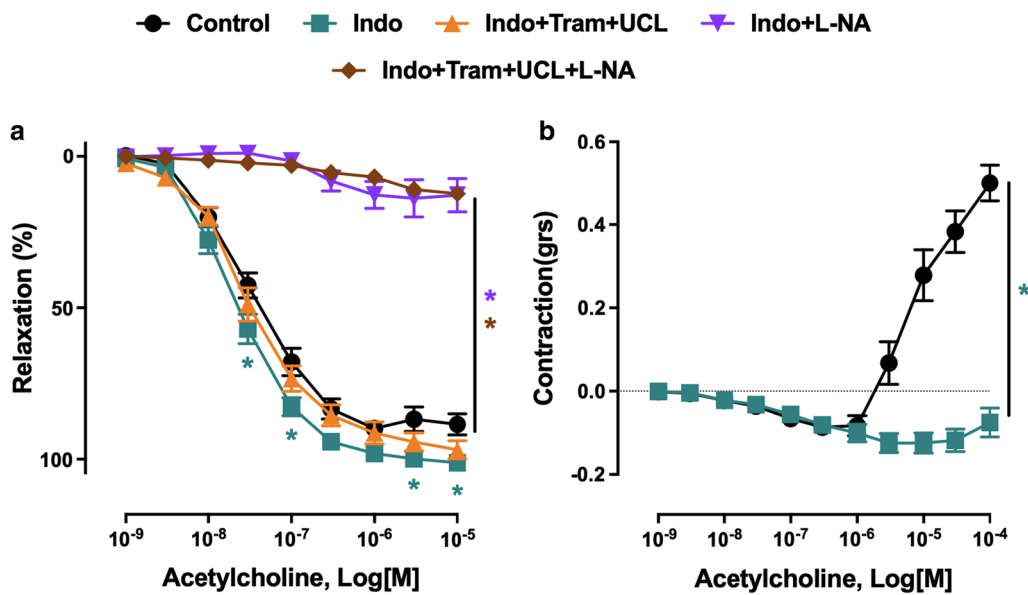 Control Indo Indo+Tram+UCL Indo+L-NA
Indo+Tram+UCL+L-NA
a
0
50
100
Relaxation (%)
*
*
* * * *
10-9 10-8 10-7 10-6 10-5
Acetylcholine, Log[M]
b
0.6
0.4
0.2
0.0
-0.2
Contraction(grs)
*
10-9 10-8 10-7 10-6 10-5 10-4
Acetylcholine, Log[M]